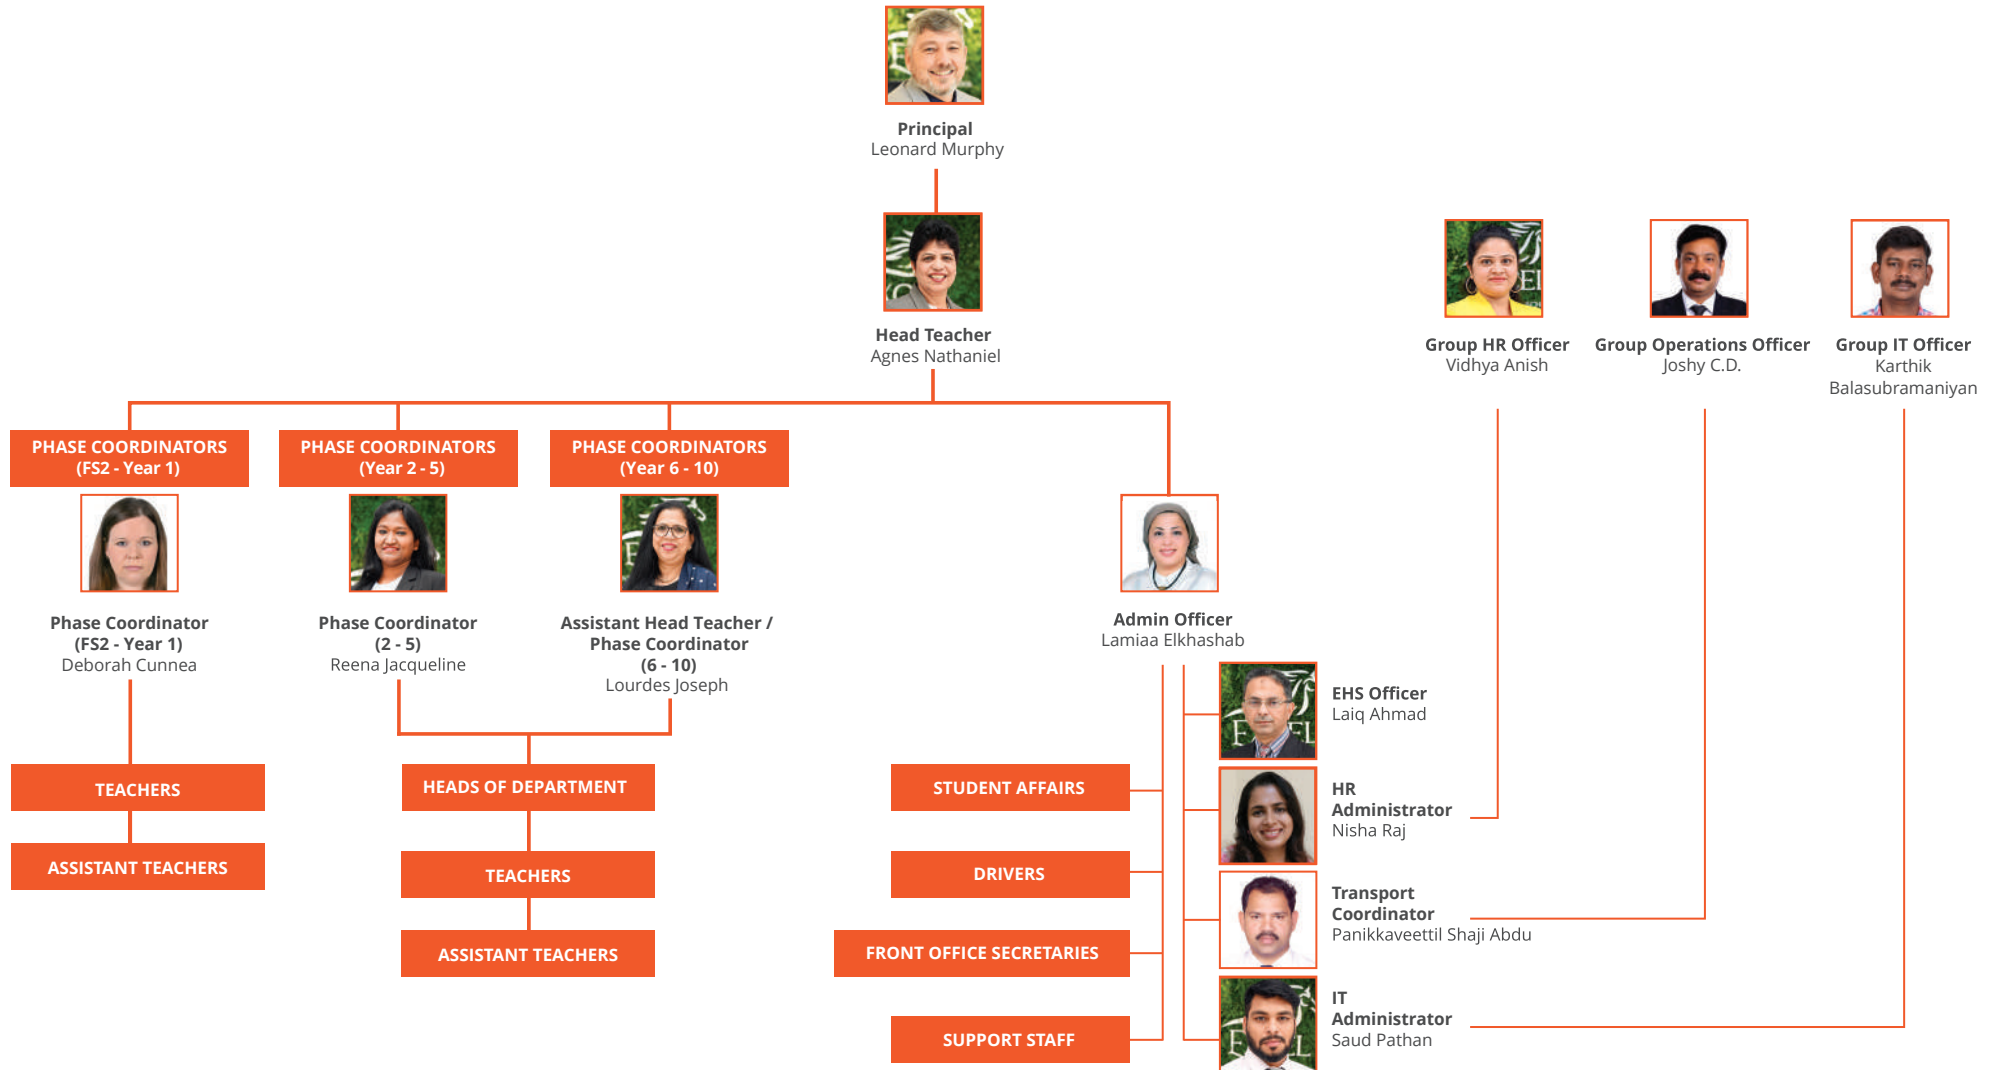 Principal
Leonard Murphy
Head Teacher
Agnes Nathaniel
Group HR Officer
Vidhya Anish
Group Operations Officer
Joshy C.D.
Group IT Officer
Karthik
Balasubramaniyan
PHASE COORDINATORS
(FS2 - Year 1)
PHASE COORDINATORS
(Year 2 - 5)
PHASE COORDINATORS
(Year 6 - 10)
Phase Coordinator
(FS2 - Year 1)
Deborah Cunnea
Phase Coordinator
(2 - 5)
Reena Jacqueline
Assistant Head Teacher /
Phase Coordinator
(6 - 10)
Lourdes Joseph
Admin Officer
Lamiaa Elkhashab
TEACHERS
ASSISTANT TEACHERS
HEADS OF DEPARTMENT
TEACHERS
ASSISTANT TEACHERS
STUDENT AFFAIRS
DRIVERS
FRONT OFFICE SECRETARIES
SUPPORT STAFF
EHS Officer
Laiq Ahmad
HR
Administrator
Nisha Raj
Transport
Coordinator
Panikkaveettil Shaji Abdu
IT
Administrator
Saud Pathan